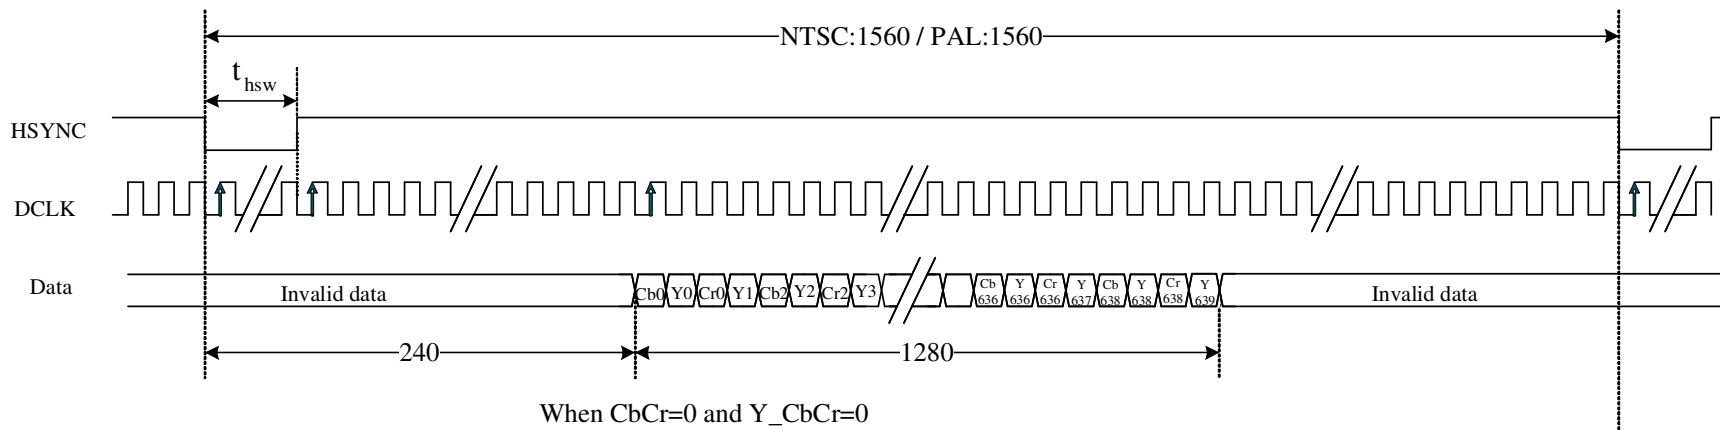 NTSC:1560 / PAL:1560
t hsw
HSYNC
DCLK
Data
Invalid data
Cb0 Y0 Cr0 Y1 Cb2 Y2 Cr2 Y3
Cb 636 Y 636 Cr 636 Y 637 Cb 638 Y 638 Cr 638 Y 639
Invalid data
240
1280
When CbCr=0 and Y_CbCr=0